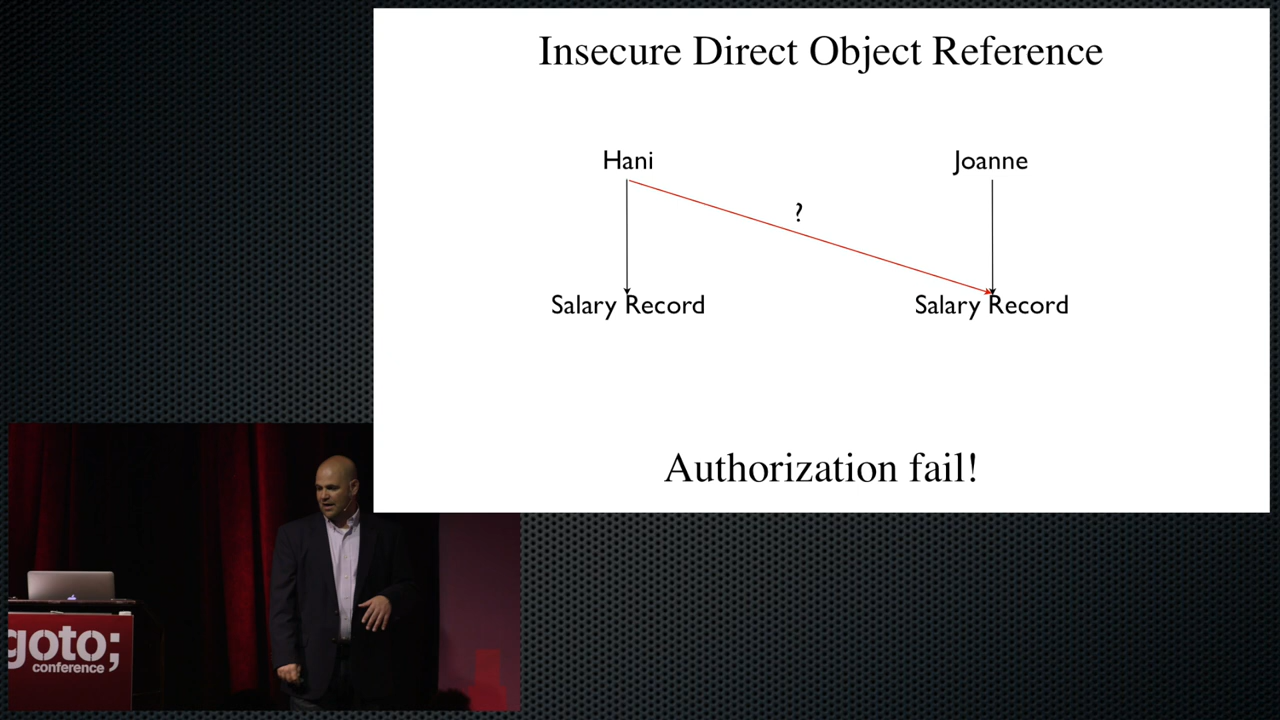 Insecure Direct Object Reference
Hani
Joanne
?
Salary Record
Salary Record
Authorization fail!
goto;
conference